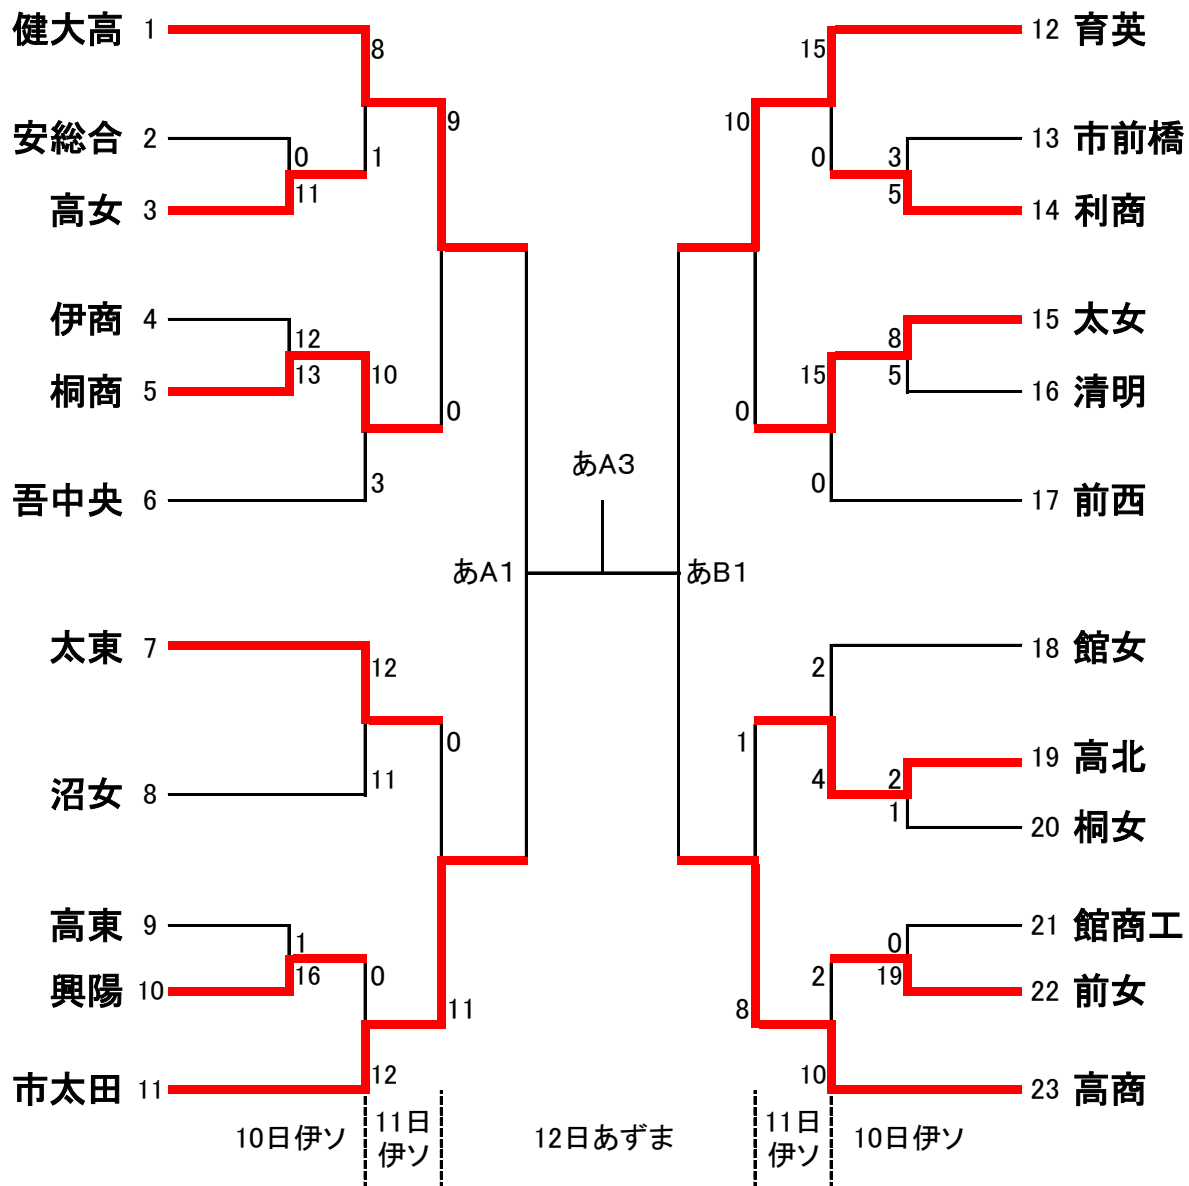 健大高 1
8
安総合 2
0
1
11
高女 3
9
伊商 4
12
13
10
桐商 5
0
3
吾中央 6
太東 7
12
0
11
沼女 8
高東 9
1
16
0
興陽 10
11
12
市太田 11
あA3
あA1
あB1
15
12 育英
10
13 市前橋
0
3
5
14 利商
15 太女
8
15
5
16 清明
0
0
17 前西
2
18 館女
1
19 高北
4
2
1
20 桐女
21 館商工
0
2
19
22 前女
8
10
23 高商
10日伊ソ
11日
伊ソ
12日あずま
11日
伊ソ
10日伊ソ